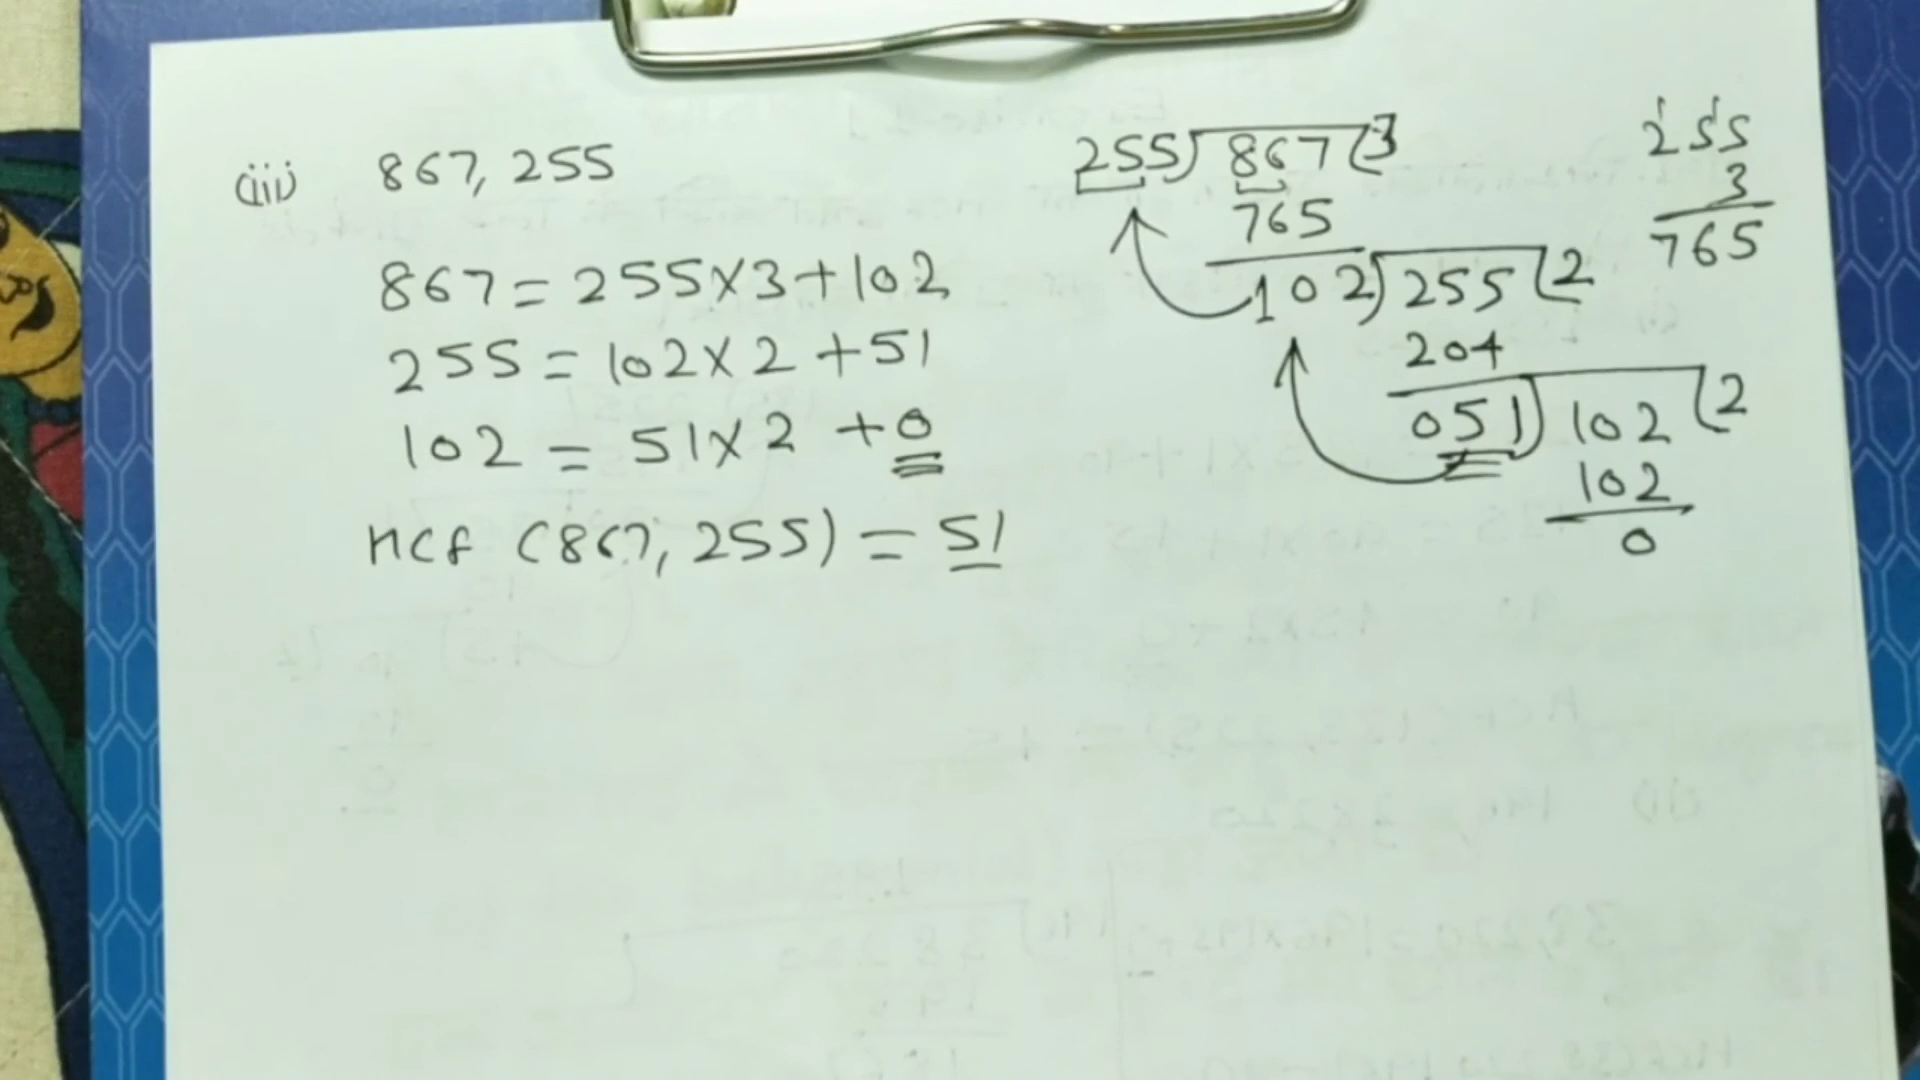 (iii) 867, 255
867 = 255×3+102
255 = 102×2+51
102 = 51×2+0
HCF (867, 255) = 51
255) 867 (3
765
102) 255 (2
204
051) 102 (2
102
0
255
3
765